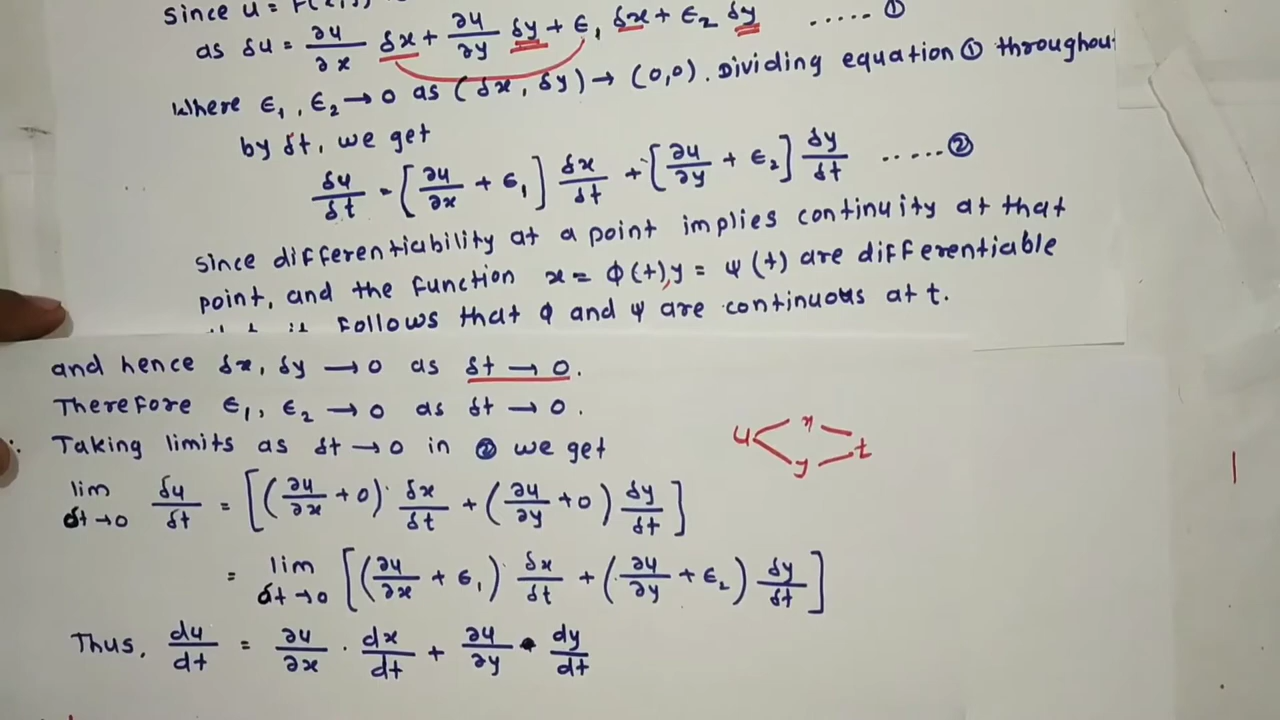 Since u = F(x,y)
as δu = ∂u/∂x δx + ∂u/∂y δy + ϵ₁ δx + ϵ₂ δy ..... ①
Where ϵ₁, ϵ₂ → 0 as (δx, δy) → (0,0). Dividing equation ① throughout
by δt, we get
δu/δt = [∂u/∂x + ϵ₁] δx/δt + [∂u/∂y + ϵ₂] δy/δt ..... ②
Since differentiability at a point implies continuity at that
point, and the function x = φ(t), y = ψ(t) are differentiable
it follows that φ and ψ are continuous at t.
and hence δx, δy → 0 as δt → 0.
Therefore ϵ₁, ϵ₂ → 0 as δt → 0.
∴ Taking limits as δt → 0 in ② we get
u x y t
lim δt→0 δu/δt = [(∂u/∂x + 0) · δx/δt + (∂u/∂y + 0) δy/δt]
= lim δt→0 [(∂u/∂x + ϵ₁) · δx/δt + (∂u/∂y + ϵ₂) δy/δt]
Thus, du/dt = ∂u/∂x · dx/dt + ∂u/∂y · dy/dt